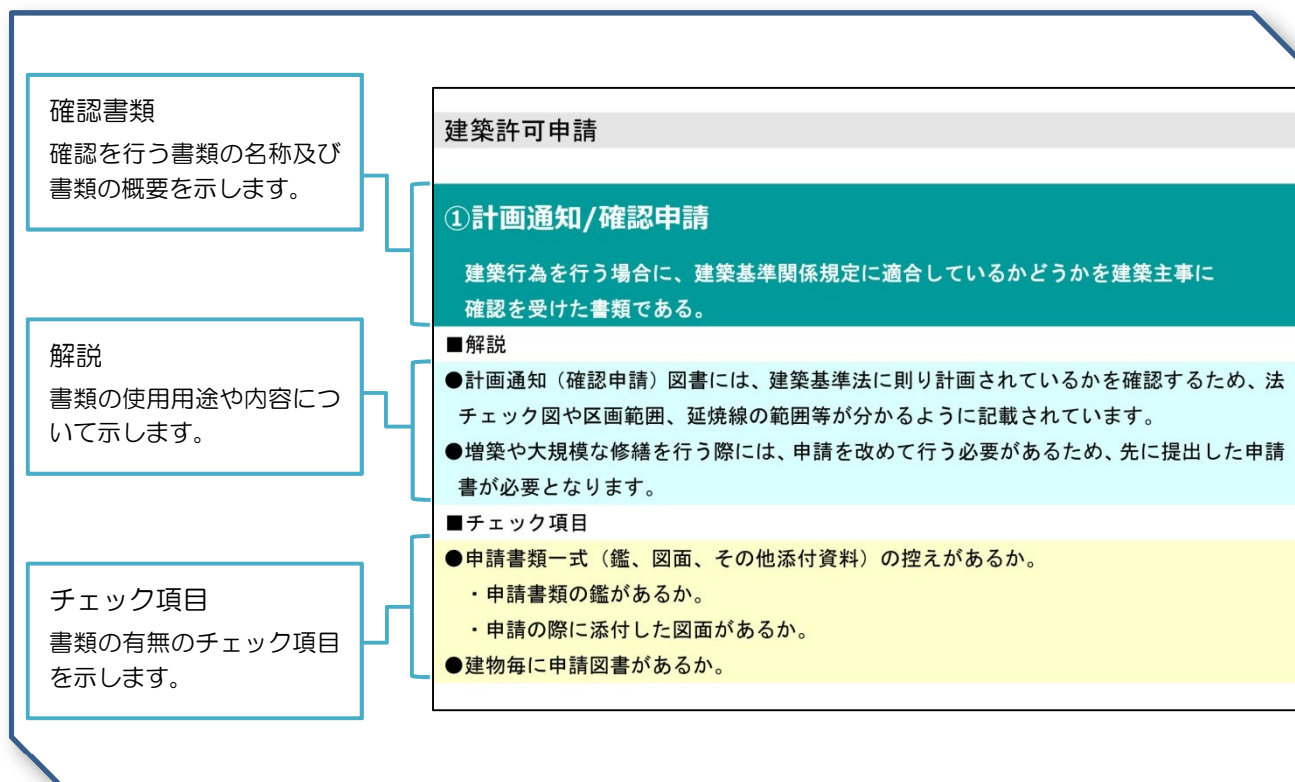 確認書類
確認を行う書類の名称及び
書類の概要を示します。
解説
書類の使用用途や内容につ
いて示します。
チェック項目
書類の有無のチェック項目
を示します。
建築許可申請
①計画通知/確認申請
建築行為を行う場合に、建築基準関係規定に適合しているかどうかを建築主事に
確認を受けた書類である。
■解説
●計画通知（確認申請）図書には、建築基準法に則り計画されているかを確認するため、法
チェック図や区画範囲、延焼線の範囲等が分かるように記載されています。
●増築や大規模な修繕を行う際には、申請を改めて行う必要があるため、先に提出した申請
書が必要となります。
■チェック項目
●申請書類一式（鑑、図面、その他添付資料）の控えがあるか。
・申請書類の鑑があるか。
・申請の際に添付した図面があるか。
●建物毎に申請図書があるか。